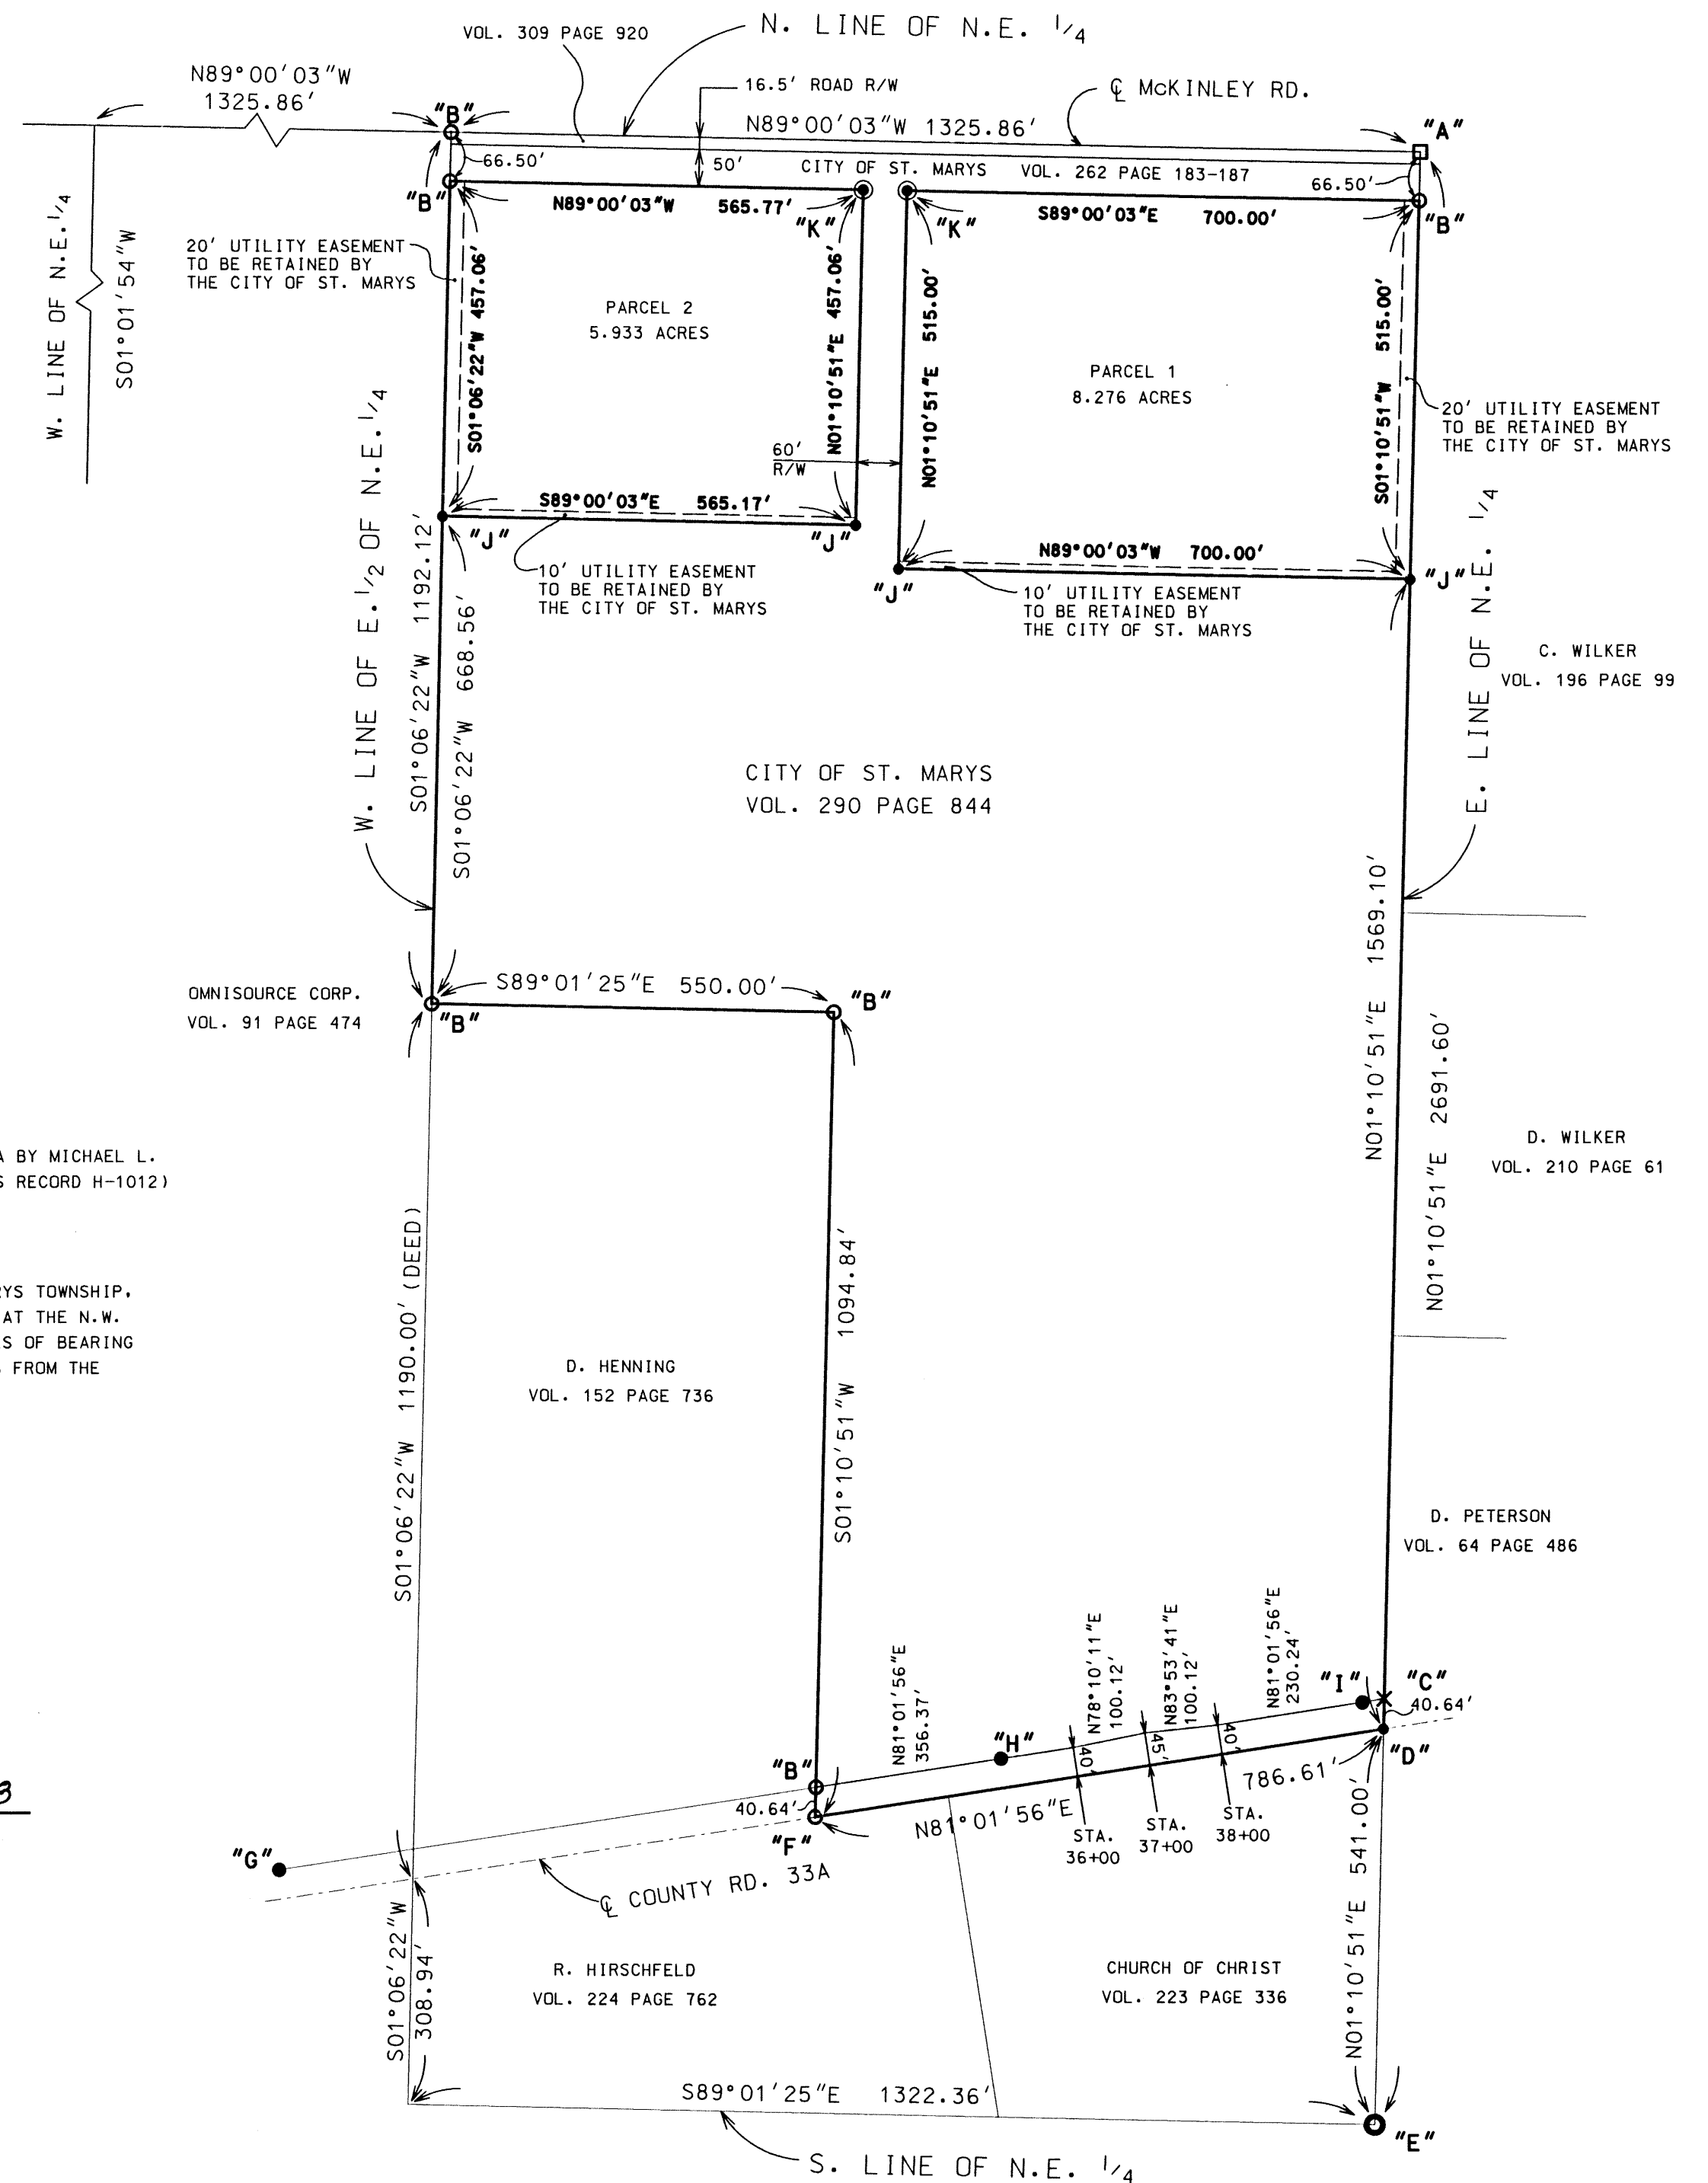 VOL. 309 PAGE 920
N. LINE OF N.E. 1/4
N89°00'03"W
1325.86'
16.5' ROAD R/W
℄ McKINLEY RD.
"B"
N89°00'03"W 1325.86'
"A"
66.50'
50'
CITY OF ST. MARYS VOL. 262 PAGE 183-187
66.50'
"B"
N89°00'03"W 565.77'
"K"
"K"
S89°00'03"E 700.00'
"B"
W. LINE OF N.E. 1/4
S01°01'54"W
20' UTILITY EASEMENT
TO BE RETAINED BY
THE CITY OF ST. MARYS
S01°06'22"W 457.06'
PARCEL 2
5.933 ACRES
N01°10'51"E 457.06'
N01°10'51"E 515.00'
PARCEL 1
8.276 ACRES
S01°10'51"W 515.00'
20' UTILITY EASEMENT
TO BE RETAINED BY
THE CITY OF ST. MARYS
60'
R/W
S89°00'03"E 565.17'
"J"
"J"
N89°00'03"W 700.00'
"J"
"J"
10' UTILITY EASEMENT
TO BE RETAINED BY
THE CITY OF ST. MARYS
10' UTILITY EASEMENT
TO BE RETAINED BY
THE CITY OF ST. MARYS
W. LINE OF E. 1/2 OF N.E. 1/4
S01°06'22"W 1192.12'
S01°06'22"W 668.56'
E. LINE OF N.E. 1/4
C. WILKER
VOL. 196 PAGE 99
CITY OF ST. MARYS
VOL. 290 PAGE 844
N01°10'51"E 1569.10'
N01°10'51"E 2691.60'
OMNISOURCE CORP.
VOL. 91 PAGE 474
S89°01'25"E 550.00'
"B"
"B"
D. WILKER
VOL. 210 PAGE 61
A BY MICHAEL L.
S RECORD H-1012)
RYS TOWNSHIP,
AT THE N.W.
S OF BEARING
FROM THE
S01°06'22"W 1190.00' (DEED)
D. HENNING
VOL. 152 PAGE 736
S01°10'51"W 1094.84'
D. PETERSON
VOL. 64 PAGE 486
N81°01'56"E
356.37'
N78°10'11"E
100.12'
N83°53'41"E
100.12'
N81°01'56"E
230.24'
"I"
"C"
40.64'
"H"
"D"
"B"
40'
45'
40'
786.61'
40.64'
N81°01'56"E
STA.
36+00
STA.
37+00
STA.
38+00
3
"F"
"G"
℄ COUNTY RD. 33A
S01°06'22"W
308.94'
R. HIRSCHFELD
VOL. 224 PAGE 762
CHURCH OF CHRIST
VOL. 223 PAGE 336
N01°10'51"E 541.00'
S89°01'25"E 1322.36'
"E"
S. LINE OF N.E. 1/4